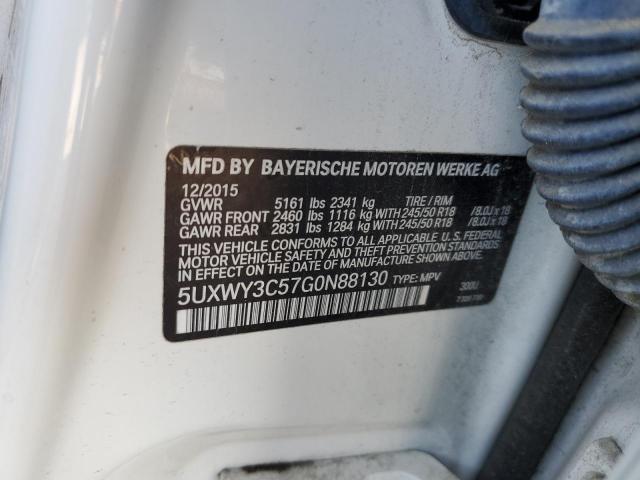 MFD BY BAYERISCHE MOTOREN WERKE AG
12/2015
GVWR 5161 lbs 2341 kg TIRE / RIM
GAWR FRONT 2460 lbs 1116 kg WITH 245/50 R18 /8.0J x 18
GAWR REAR 2831 lbs 1284 kg WITH 245/50 R18 /8.0J x 18
THIS VEHICLE CONFORMS TO ALL APPLICABLE U.S. FEDERAL
MOTOR VEHICLE SAFETY, BUMPER, AND THEFT PREVENTION
STANDARDS IN EFFECT ON THE DATE OF MANUFACTURE SHOWN ABOVE.
5UXWY3C57G0N88130 TYPE: MPV 300U